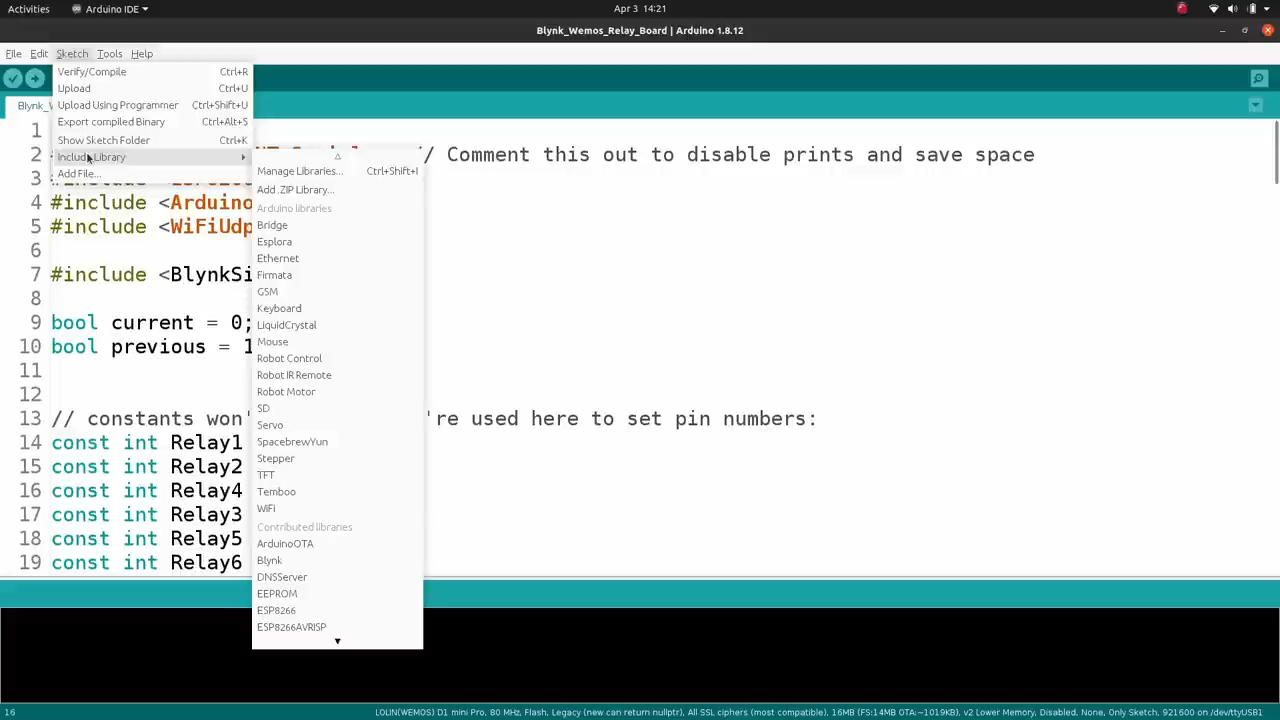 Activities
Arduino IDE
Apr 3 14:21
Blynk_Wemos_Relay_Board | Arduino 1.8.12
File Edit Sketch Tools Help
Verify/Compile Ctrl+R
Upload Ctrl+U
Upload Using Programmer Ctrl+Shift+U
Export compiled Binary Ctrl+Alt+S
Show Sketch Folder Ctrl+K
Include Library
Add File...
Manage Libraries... Ctrl+Shift+I
Add .ZIP Library...
Arduino libraries
Bridge
Esplora
Ethernet
Firmata
GSM
Keyboard
LiquidCrystal
Mouse
Robot Control
Robot IR Remote
Robot Motor
SD
Servo
SpacebrewYun
Stepper
TFT
Temboo
WiFi
Contributed libraries
ArduinoOTA
Blynk
DNSServer
EEPROM
ESP8266
ESP8266AVRISP
Blynk_W
1
2 // Comment this out to disable prints and save space
3 #include
4 #include <Arduino
5 #include <WiFiUdp
6
7 #include <BlynkSi
8
9 bool current = 0;
10 bool previous = 1
11
12
13 // constants won' 're used here to set pin numbers:
14 const int Relay1
15 const int Relay2
16 const int Relay4
17 const int Relay3
18 const int Relay5
19 const int Relay6
16
LOLIN(WEMOS) D1 mini Pro, 80 MHz, Flash, Legacy (new can return nullptr), All SSL ciphers (most compatible), 16MB (FS:14MB OTA:~1019KB), v2 Lower Memory, Disabled, None, Only Sketch, 921600 on /dev/ttyUSB1